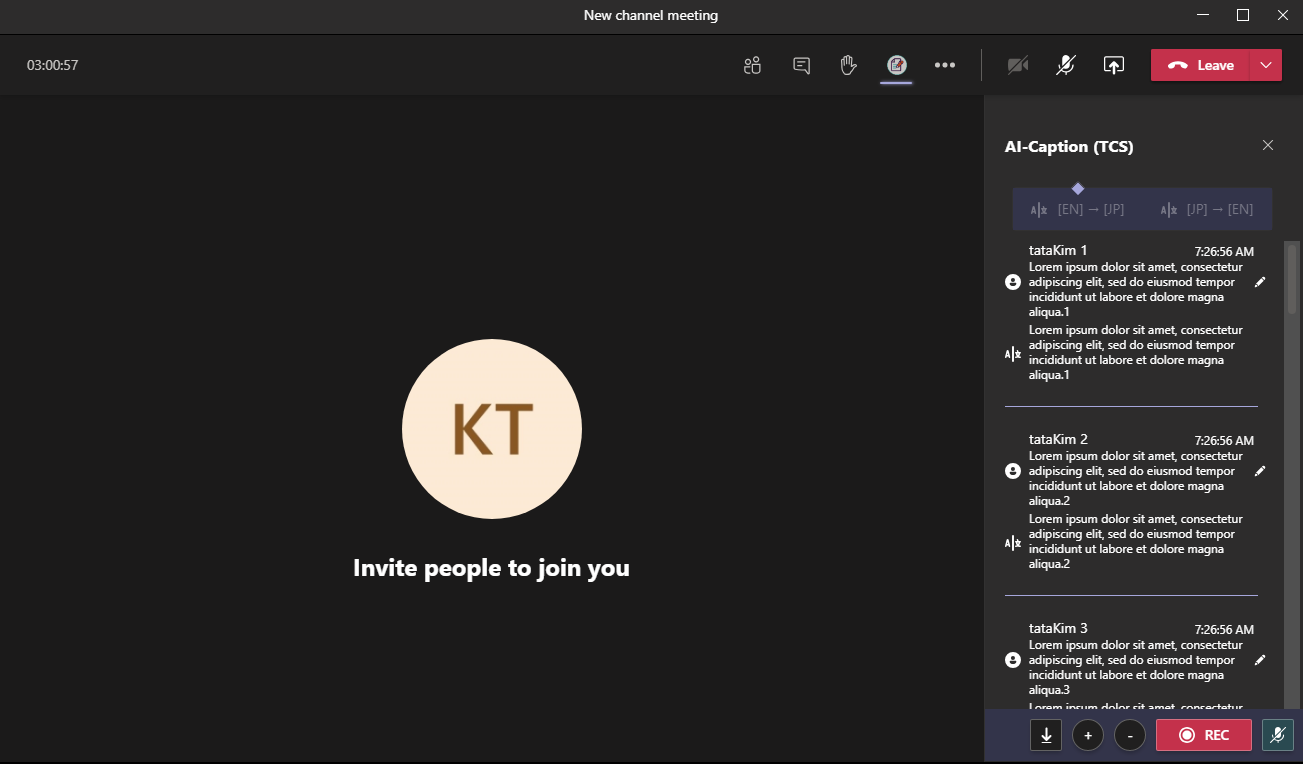 New channel meeting
03:00:57
Leave
AI-Caption (TCS)
[EN] → [JP] [JP] → [EN]
tataKim 1 7:26:56 AM
Lorem ipsum dolor sit amet, consectetur
adipiscing elit, sed do eiusmod tempor
incididunt ut labore et dolore magna
aliqua.1
Lorem ipsum dolor sit amet, consectetur
adipiscing elit, sed do eiusmod tempor
incididunt ut labore et dolore magna
aliqua.1
tataKim 2 7:26:56 AM
Lorem ipsum dolor sit amet, consectetur
adipiscing elit, sed do eiusmod tempor
incididunt ut labore et dolore magna
aliqua.2
Lorem ipsum dolor sit amet, consectetur
adipiscing elit, sed do eiusmod tempor
incididunt ut labore et dolore magna
aliqua.2
tataKim 3 7:26:56 AM
Lorem ipsum dolor sit amet, consectetur
adipiscing elit, sed do eiusmod tempor
incididunt ut labore et dolore magna
aliqua.3
Lorem ipsum dolor sit amet, consectetur
KT
Invite people to join you
+ - REC